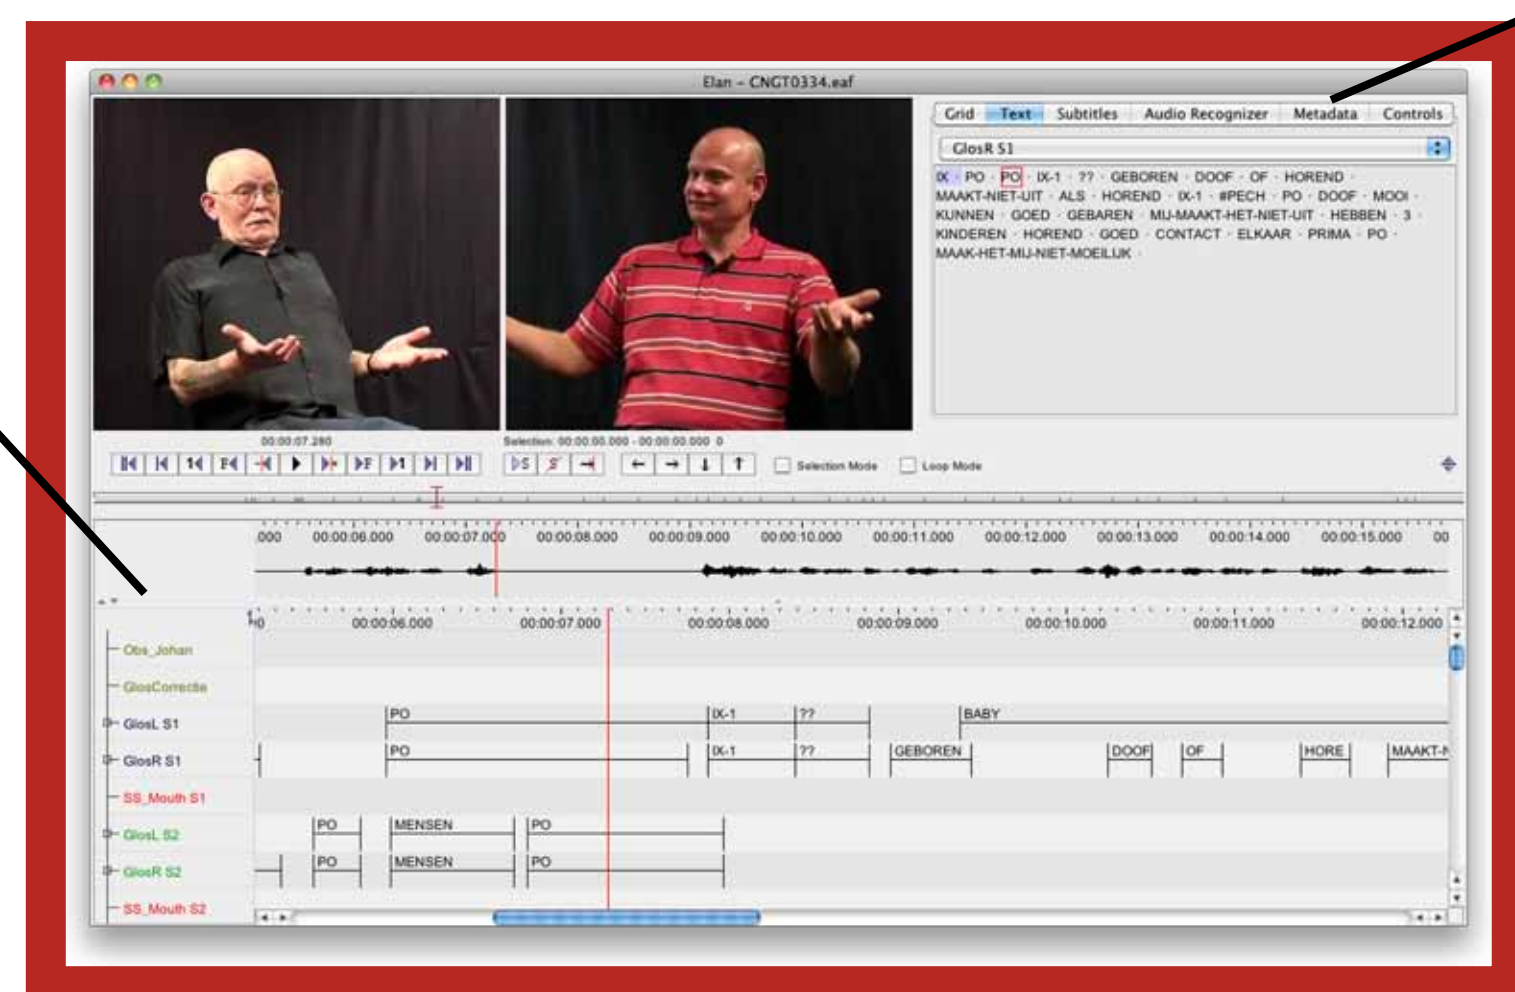 Elan - CNGT0334.eaf
Grid Text Subtitles Audio Recognizer Metadata Controls
GlosR S1
IX · PO · PO · IX-1 · ?? · GEBOREN · DOOF · OF · HOREND ·
MAAKT-NIET-UIT · ALS · HOREND · IX-1 · #PECH · PO · DOOF · MOOI ·
KUNNEN · GOED · GEBAREN · MIJ-MAAKT-HET-NIET-UIT · HEBBEN · 3 ·
KINDEREN · HOREND · GOED · CONTACT · ELKAAR · PRIMA · PO ·
MAAK-HET-MIJ-NIET-MOEILIJK ·
00:00:07.280
Selection: 00:00:00.000 - 00:00:00.000 0
1 F F 1 S S Selection Mode Loop Mode
.000 00:00:06.000 00:00:07.000 00:00:08.000 00:00:09.000 00:00:10.000 00:00:11.000 00:00:12.000 00:00:13.000 00:00:14.000 00:00:15.000 00
00:00:06.000 00:00:07.000 00:00:08.000 00:00:09.000 00:00:10.000 00:00:11.000 00:00:12.000
Obs_Johan
GlosCorrectie
GlosL S1 PO IX-1 ?? BABY
GlosR S1 PO IX-1 ?? GEBOREN DOOF OF HORE MAAKT-N
SS_Mouth S1
GlosL S2 PO MENSEN PO
GlosR S2 PO MENSEN PO
SS_Mouth S2